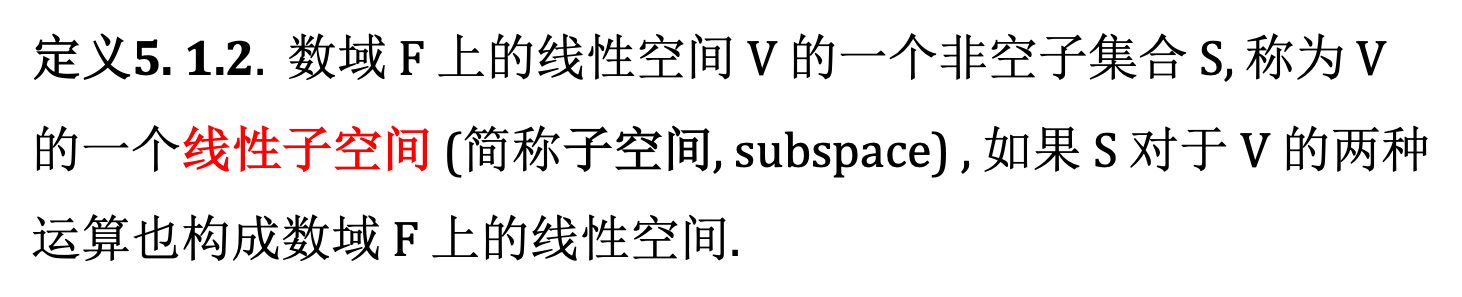 定义5. 1.2. 数域 F 上的线性空间 V 的一个非空子集合 S, 称为 V
的一个线性子空间 (简称子空间, subspace) , 如果 S 对于 V 的两种
运算也构成数域 F 上的线性空间.